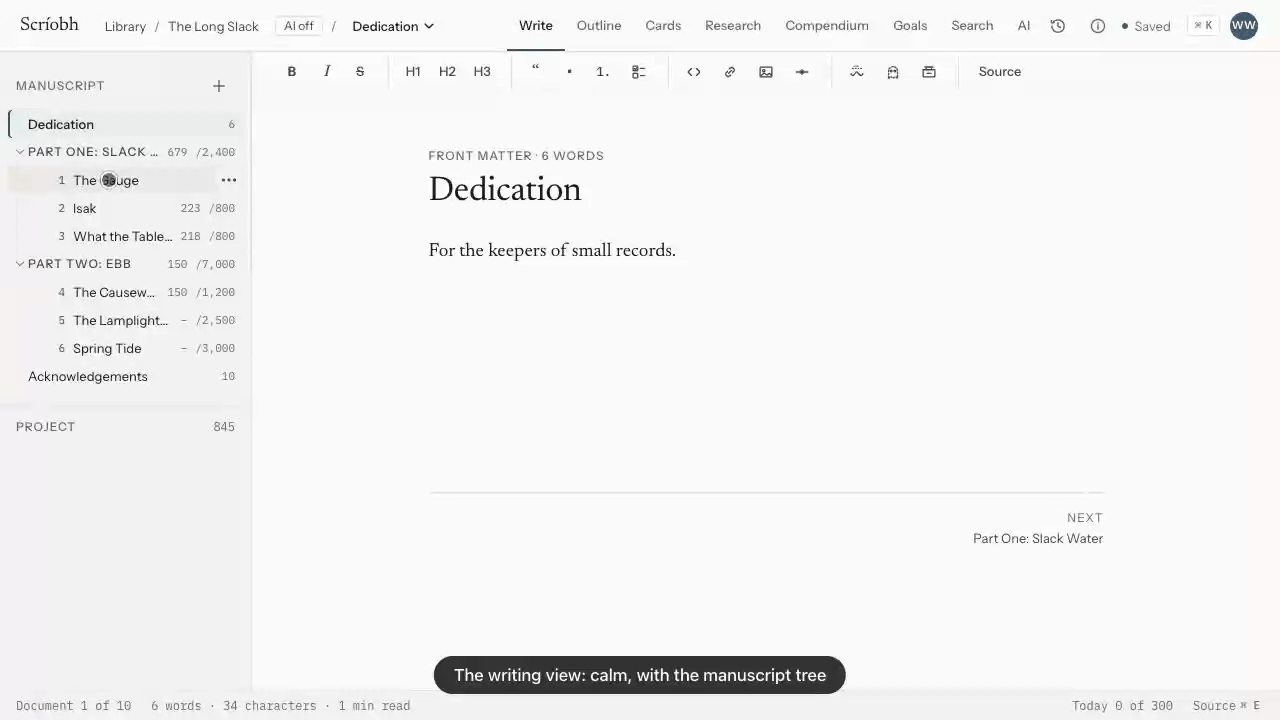 Scríobh Library / The Long Slack AI off / Dedication Write Outline Cards Research Compendium Goals Search AI Saved ⌘ K WW
B I S H1 H2 H3 “ 1. Source
MANUSCRIPT
Dedication 6
PART ONE: SLACK … 679 /2,400
1 The
2 Isak 223 /800
3 What the Table… 218 /800
PART TWO: EBB 150 /7,000
4 The Causew… 150 /1,200
5 The Lamplight… – /2,500
6 Spring Tide – /3,000
Acknowledgements 10
PROJECT 845
FRONT MATTER · 6 WORDS
Dedication
For the keepers of small records.
NEXT
Part One: Slack Water
The writing view: calm, with the manuscript tree
Document 1 of 10 6 words · 34 characters · 1 min read Today 0 of 300 Source ⌘ E